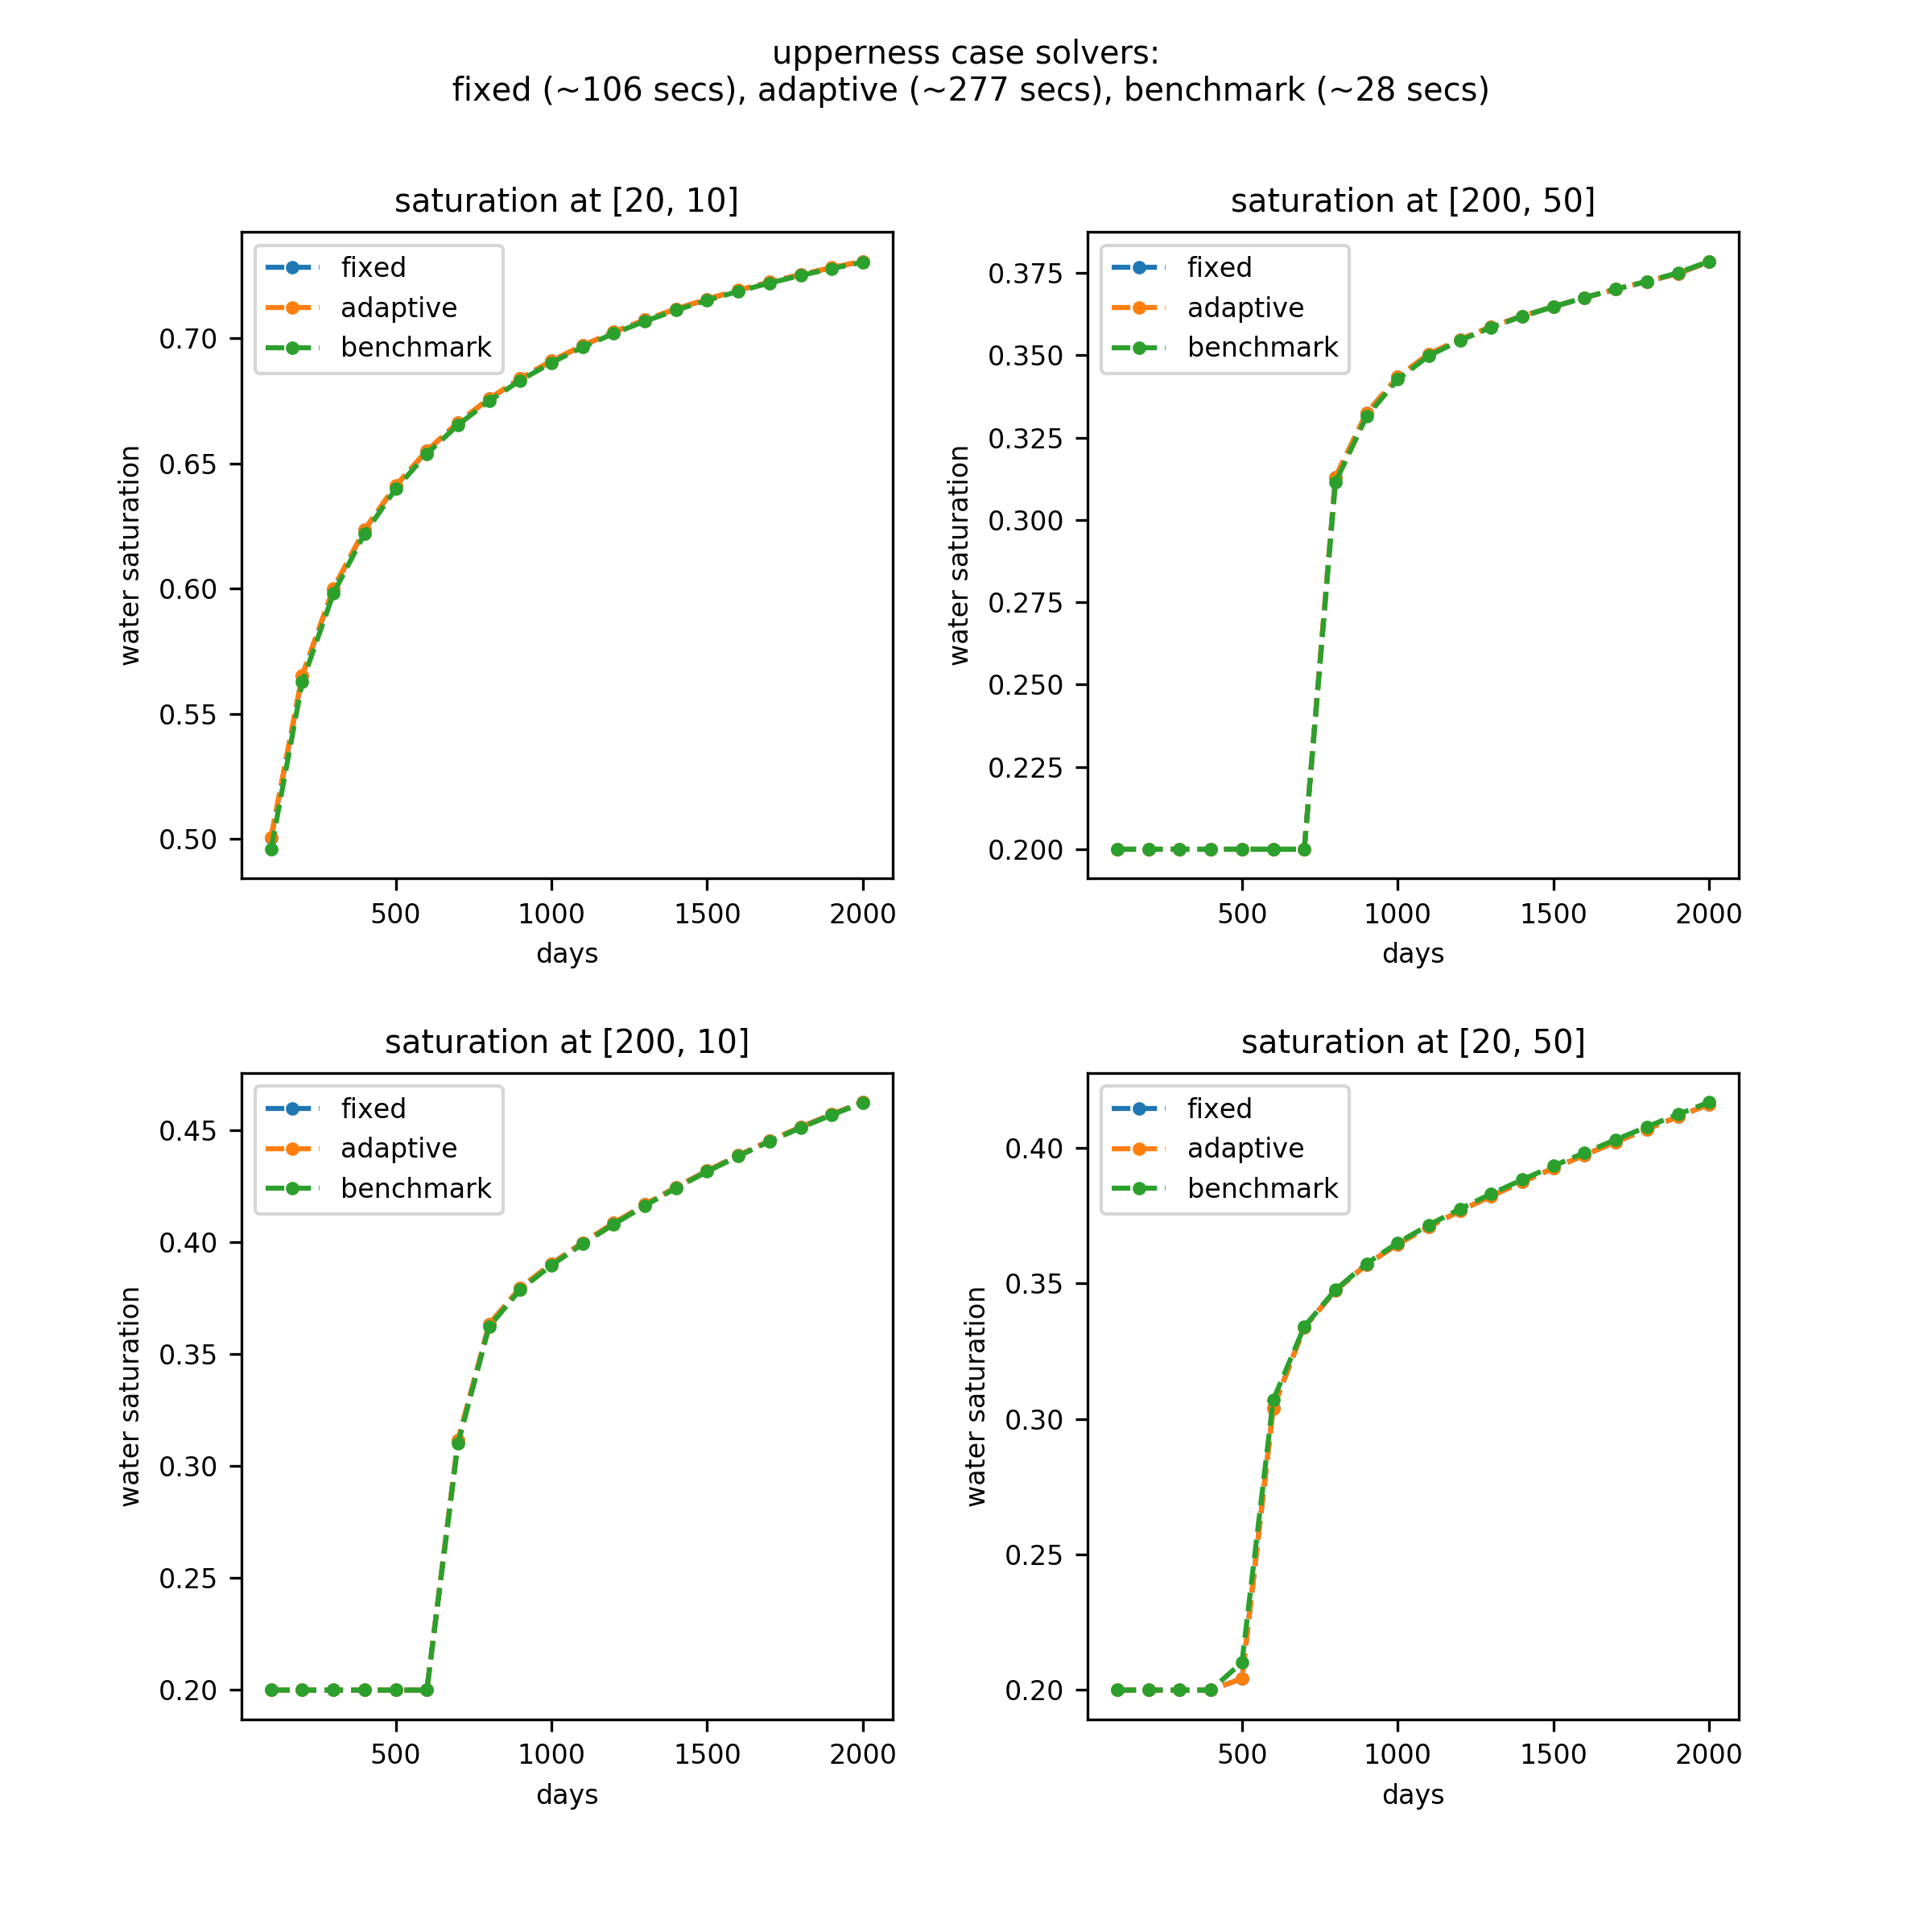 upperness case solvers:
fixed (~106 secs), adaptive (~277 secs), benchmark (~28 secs)
saturation at [20, 10]
fixed
adaptive
benchmark
0.70
0.65
0.60
0.55
0.50
water saturation
500 1000 1500 2000
days
saturation at [200, 50]
fixed
adaptive
benchmark
0.375
0.350
0.325
0.300
0.275
0.250
0.225
0.200
water saturation
500 1000 1500 2000
days
saturation at [200, 10]
fixed
adaptive
benchmark
0.45
0.40
0.35
0.30
0.25
0.20
water saturation
500 1000 1500 2000
days
saturation at [20, 50]
fixed
adaptive
benchmark
0.40
0.35
0.30
0.25
0.20
water saturation
500 1000 1500 2000
days